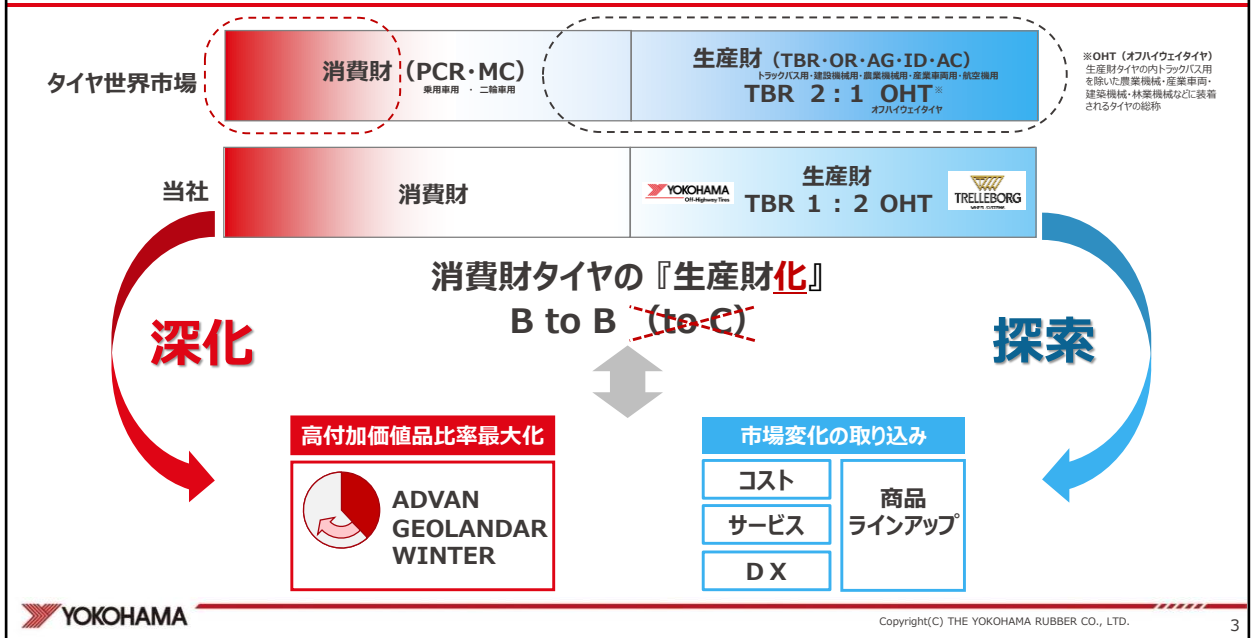 タイヤ世界市場
消費財（PCR・MC）
乗用車用 ・ 二輪車用
生産財（TBR・OR・AG・ID・AC）
トラックバス用・建設機械用・農業機械用・産業車両用・航空機用
TBR 2：1 OHT※
オフハイウェイタイヤ
※OHT（オフハイウェイタイヤ）
生産財タイヤの内トラックバス用
を除いた農業機械・産業車両・
建築機械・林業機械などに装着
されるタイヤの総称
当社
消費財
YOKOHAMA
Off-Highway Tires
生産財
TBR 1：2 OHT
TRELLEBORG
WHEEL SYSTEMS
消費財タイヤの『生産財化』
B to B （to C）
深化
探索
高付加価値品比率最大化
ADVAN
GEOLANDAR
WINTER
市場変化の取り込み
コスト
サービス
DX
商品
ラインアップ
YOKOHAMA
Copyright(C) THE YOKOHAMA RUBBER CO., LTD.
3